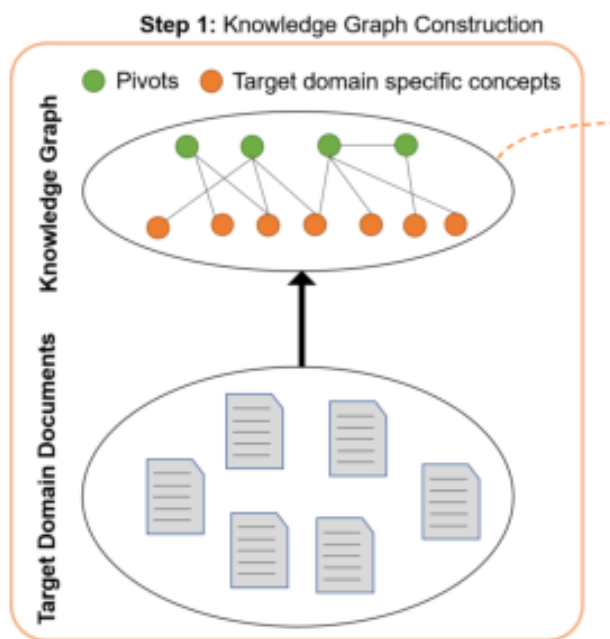 Step 1: Knowledge Graph Construction
Pivots
Target domain specific concepts
Knowledge Graph
Target Domain Documents